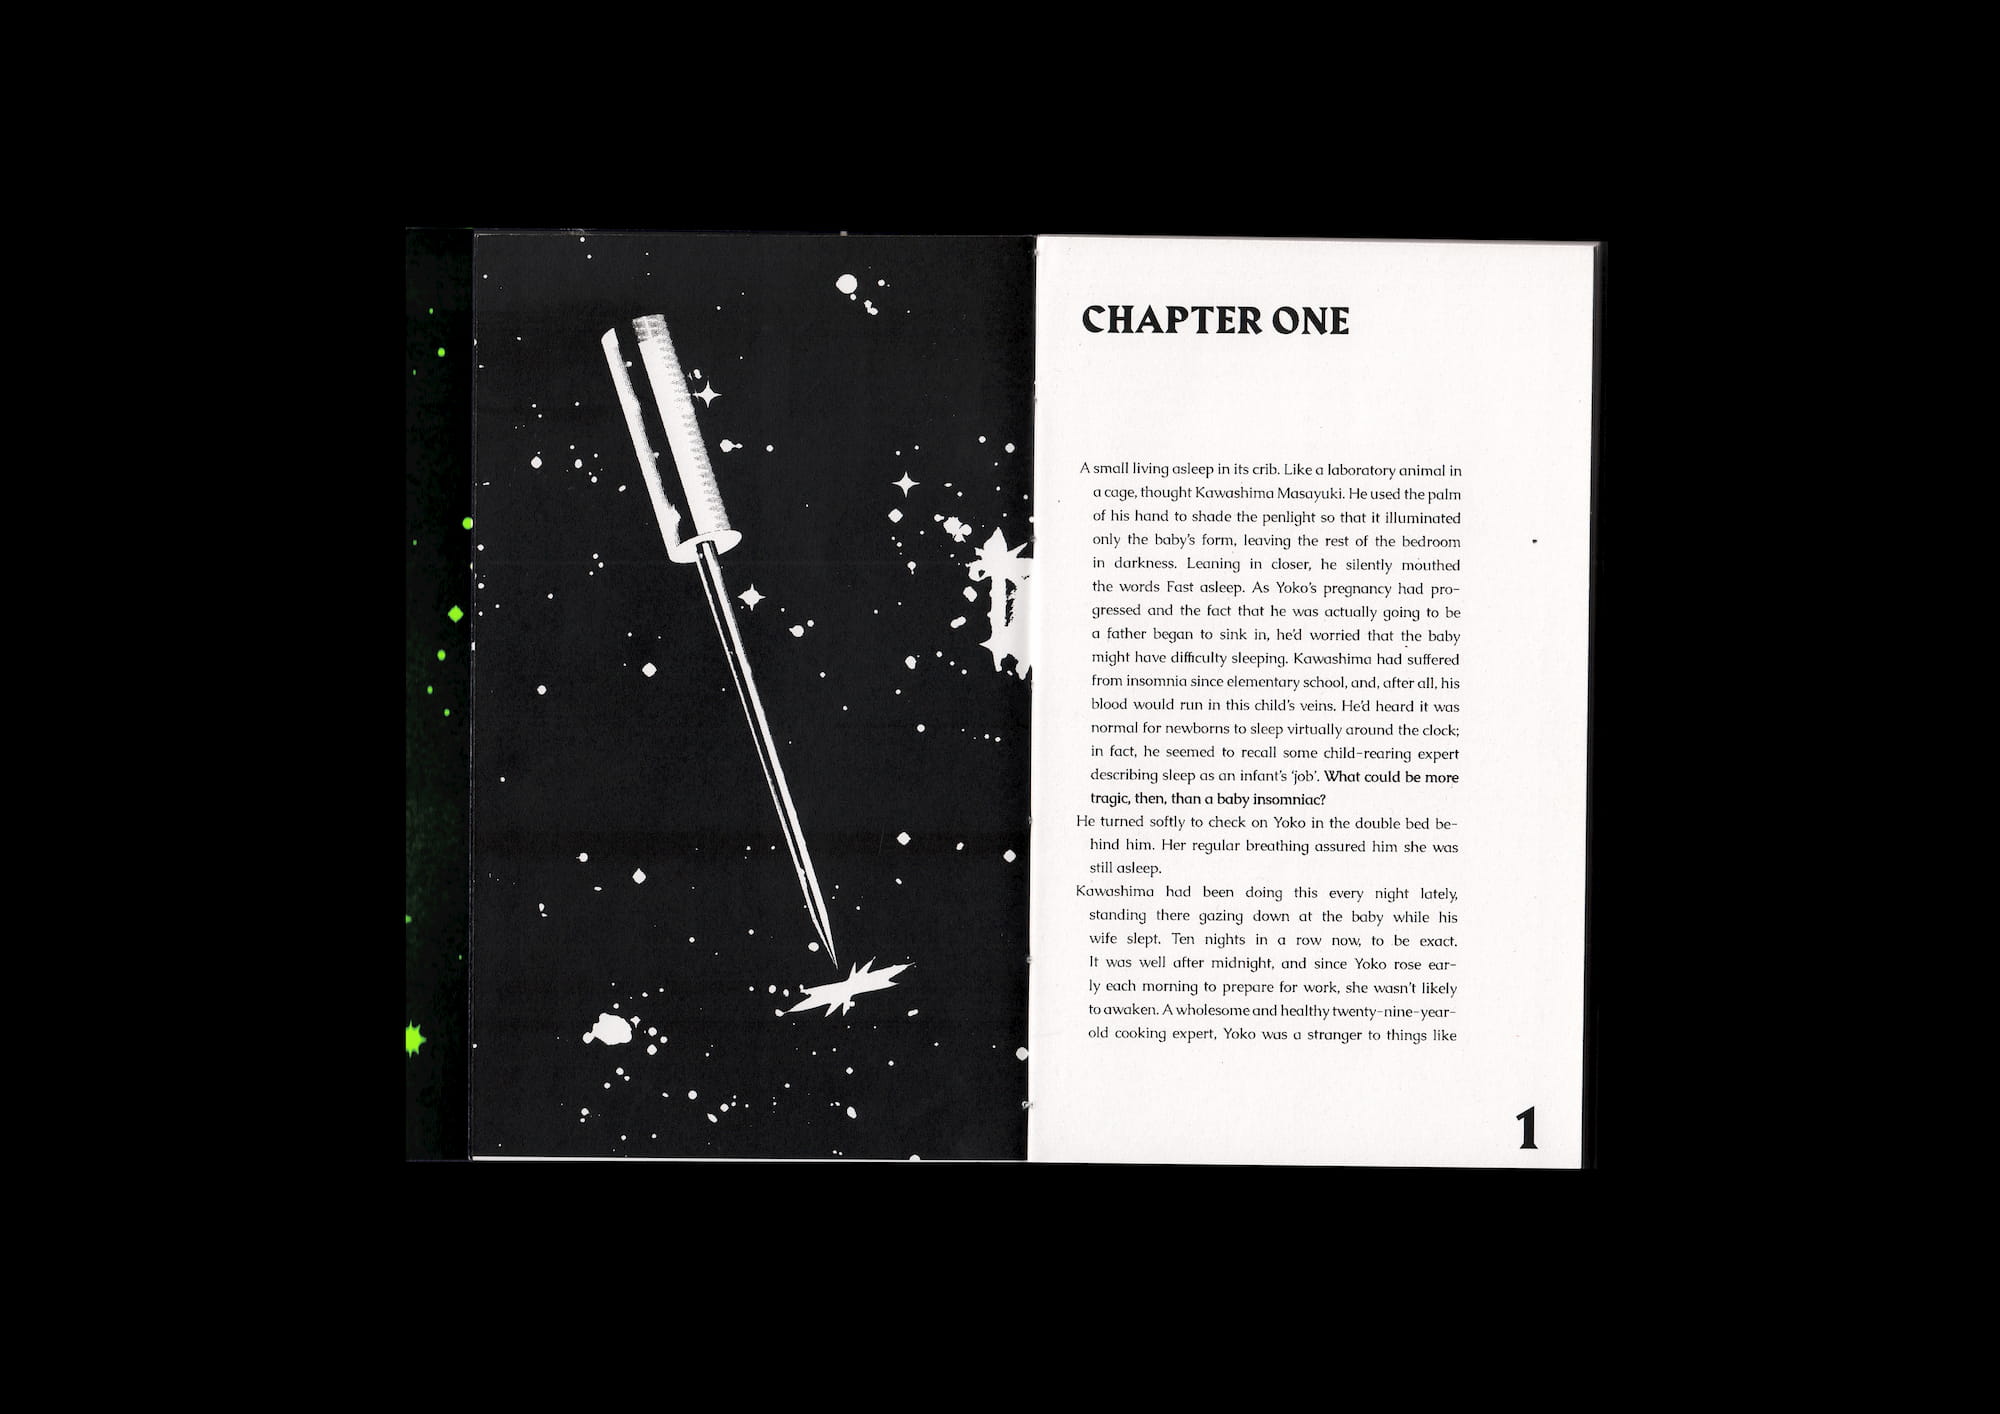 CHAPTER ONE
A small living asleep in its crib. Like a laboratory animal in
a cage, thought Kawashima Masayuki. He used the palm
of his hand to shade the penlight so that it illuminated
only the baby's form, leaving the rest of the bedroom
in darkness. Leaning in closer, he silently mouthed
the words Fast asleep. As Yoko's pregnancy had pro-
gressed and the fact that he was actually going to be
a father began to sink in, he'd worried that the baby
might have difficulty sleeping. Kawashima had suffered
from insomnia since elementary school, and, after all, his
blood would run in this child's veins. He'd heard it was
normal for newborns to sleep virtually around the clock;
in fact, he seemed to recall some child-rearing expert
describing sleep as an infant's ‘job’. What could be more
tragic, then, than a baby insomniac?
He turned softly to check on Yoko in the double bed be-
hind him. Her regular breathing assured him she was
still asleep.
Kawashima had been doing this every night lately,
standing there gazing down at the baby while his
wife slept. Ten nights in a row now, to be exact.
It was well after midnight, and since Yoko rose ear-
ly each morning to prepare for work, she wasn't likely
to awaken. A wholesome and healthy twenty-nine-year-
old cooking expert, Yoko was a stranger to things like
1